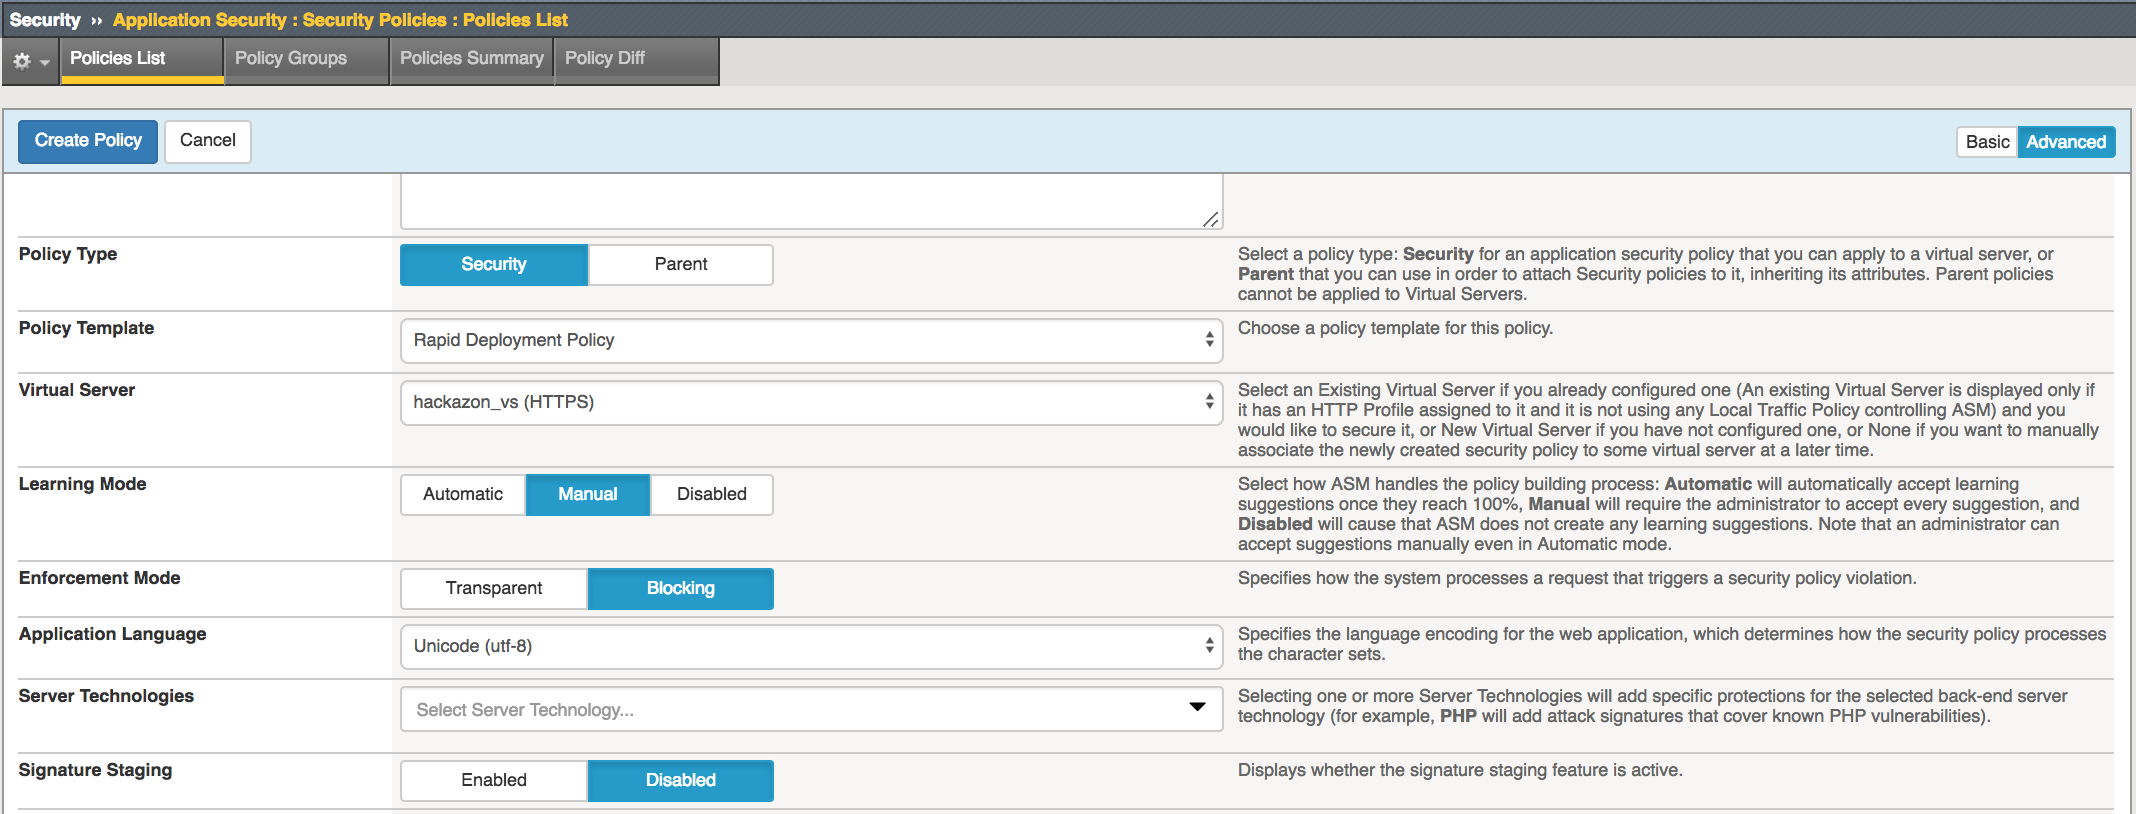 Security ›› Application Security : Security Policies : Policies List
Policies List
Policy Groups
Policies Summary
Policy Diff
Create Policy
Cancel
Basic
Advanced
Policy Type
Security
Parent
Select a policy type: Security for an application security policy that you can apply to a virtual server, or
Parent that you can use in order to attach Security policies to it, inheriting its attributes. Parent policies
cannot be applied to Virtual Servers.
Policy Template
Rapid Deployment Policy
Choose a policy template for this policy.
Virtual Server
hackazon_vs (HTTPS)
Select an Existing Virtual Server if you already configured one (An existing Virtual Server is displayed only if
it has an HTTP Profile assigned to it and it is not using any Local Traffic Policy controlling ASM) and you
would like to secure it, or New Virtual Server if you have not configured one, or None if you want to manually
associate the newly created security policy to some virtual server at a later time.
Learning Mode
Automatic
Manual
Disabled
Select how ASM handles the policy building process: Automatic will automatically accept learning
suggestions once they reach 100%, Manual will require the administrator to accept every suggestion, and
Disabled will cause that ASM does not create any learning suggestions. Note that an administrator can
accept suggestions manually even in Automatic mode.
Enforcement Mode
Transparent
Blocking
Specifies how the system processes a request that triggers a security policy violation.
Application Language
Unicode (utf-8)
Specifies the language encoding for the web application, which determines how the security policy processes
the character sets.
Server Technologies
Select Server Technology...
Selecting one or more Server Technologies will add specific protections for the selected back-end server
technology (for example, PHP will add attack signatures that cover known PHP vulnerabilities).
Signature Staging
Enabled
Disabled
Displays whether the signature staging feature is active.